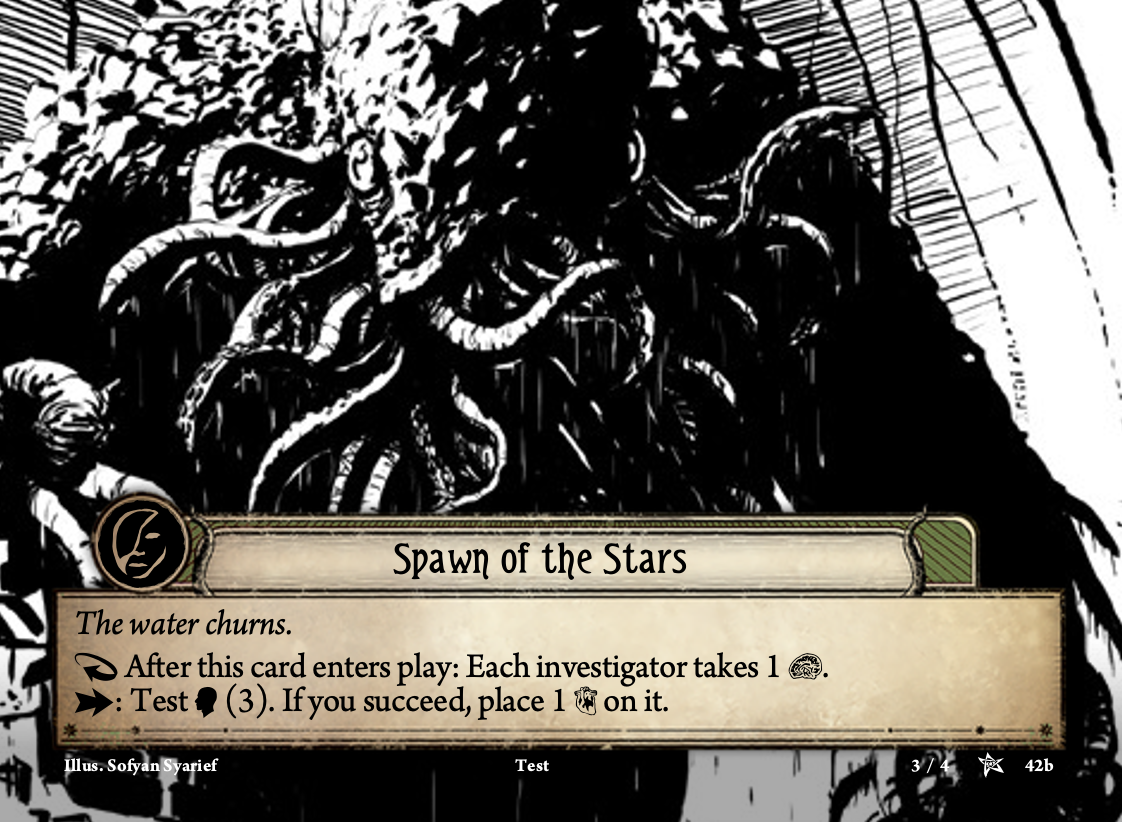 Spawn of the Stars
The water churns.
After this card enters play: Each investigator takes 1 .
: Test (3). If you succeed, place 1 on it.
Illus. Sofyan Syarief
Test
3 / 4
42b